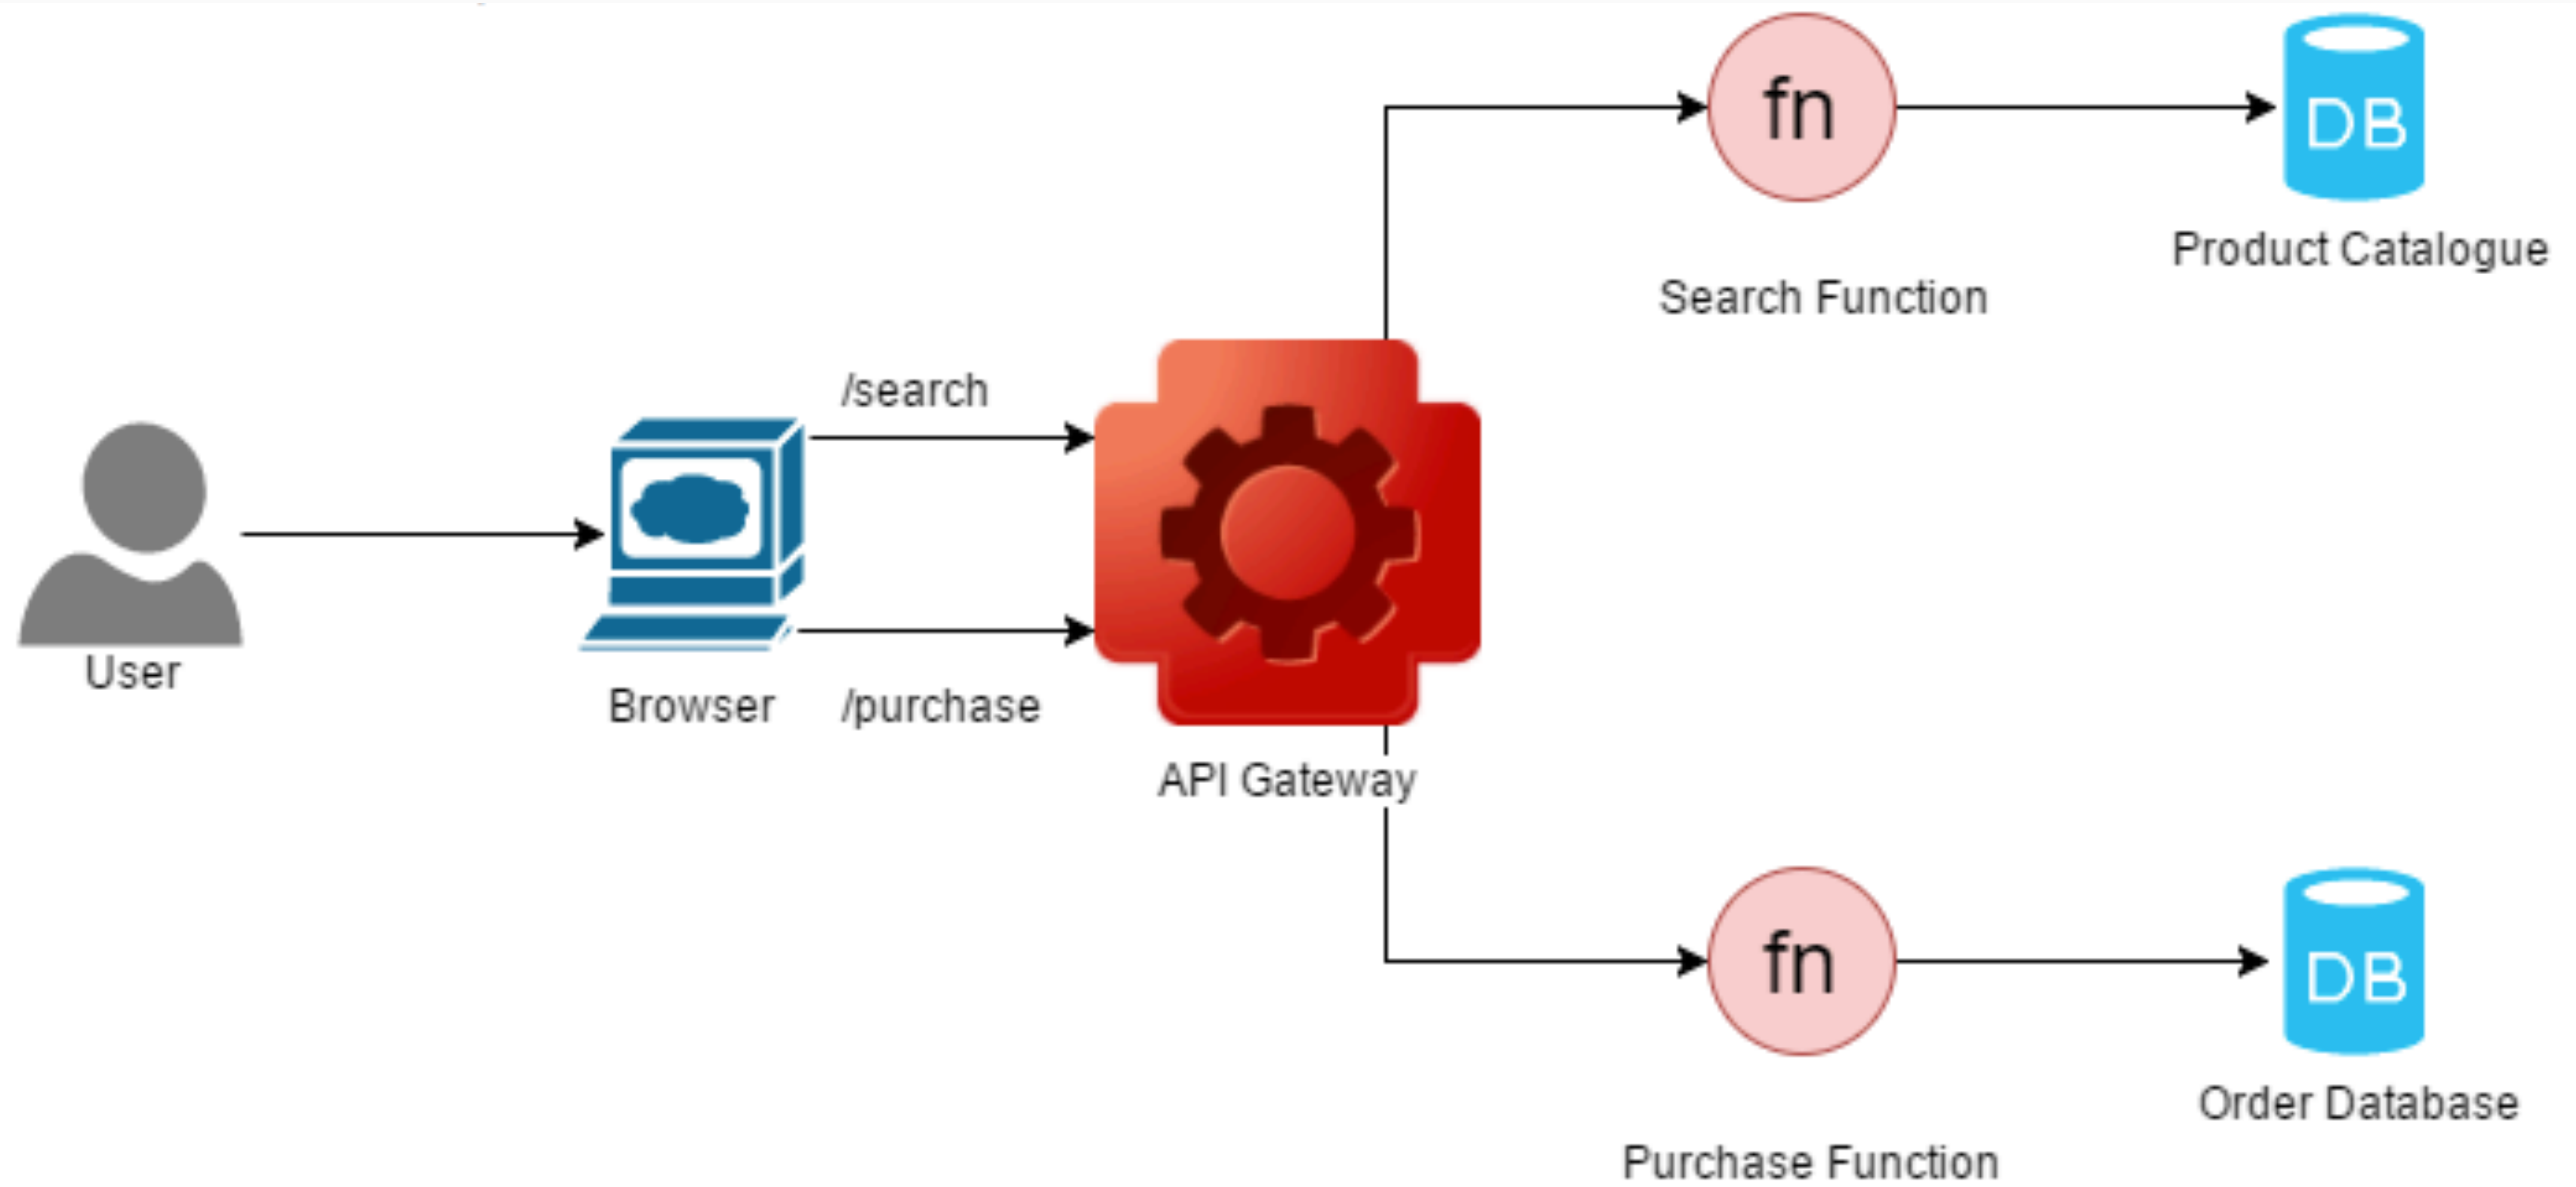 fn
DB
Product Catalogue
Search Function
/search
User
Browser
/purchase
API Gateway
fn
DB
Order Database
Purchase Function